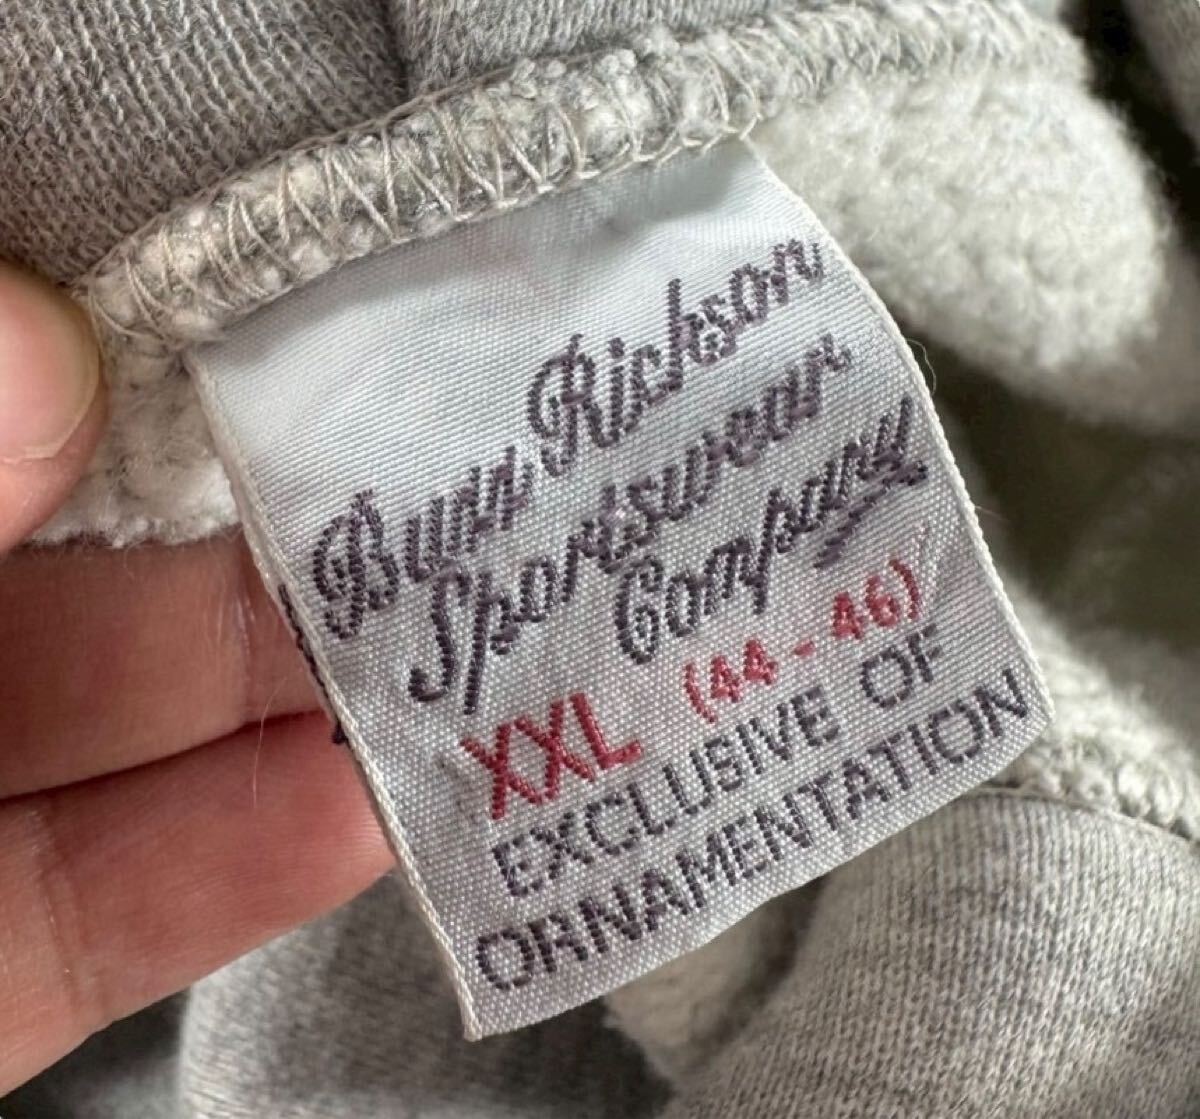 Buzz Rickson
Sportswear
Company
XXL (44-46)
EXCLUSIVE OF
ORNAMENTATION